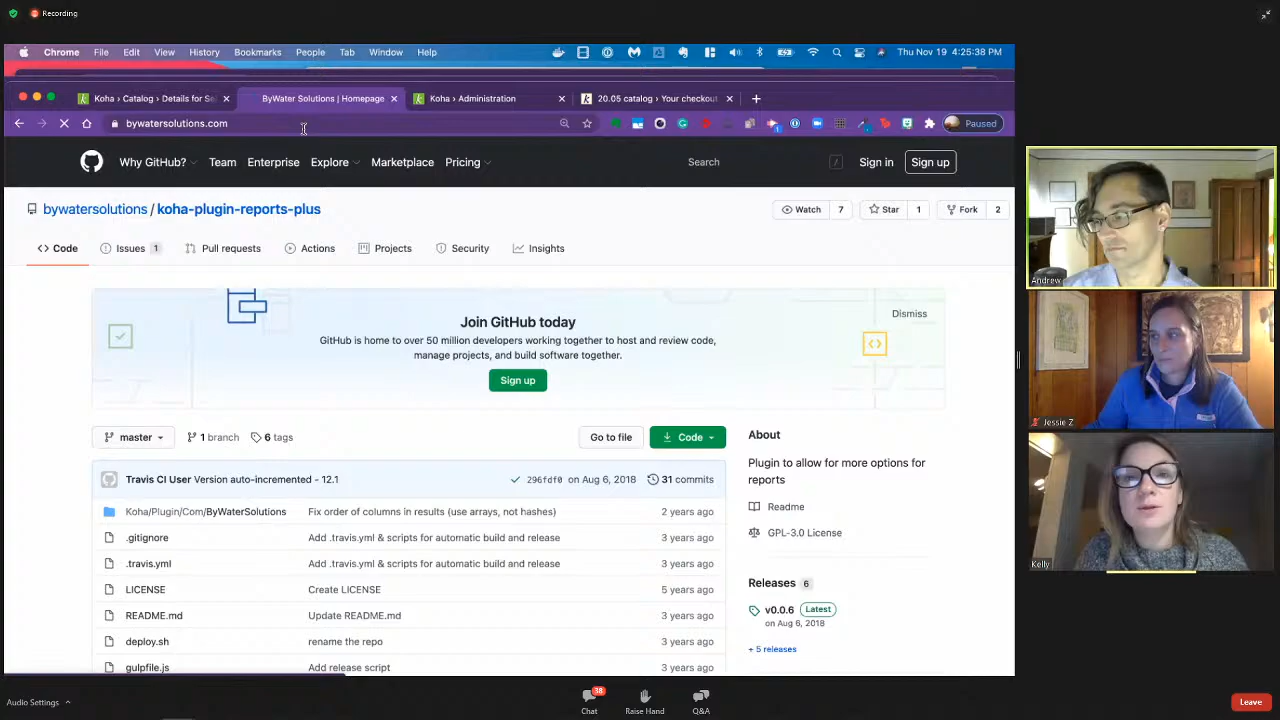 Recording
Chrome File Edit View History Bookmarks People Tab Window Help Thu Nov 19 4:25:38 PM
Koha › Catalog › Details for Se ByWater Solutions | Homepage Koha › Administration 20.05 catalog › Your checkout
bywatersolutions.com Paused
Why GitHub? Team Enterprise Explore Marketplace Pricing Search / Sign in Sign up
bywatersolutions / koha-plugin-reports-plus Watch 7 Star 1 Fork 2
Code Issues 1 Pull requests Actions Projects Security Insights
Dismiss
Join GitHub today
GitHub is home to over 50 million developers working together to host and review code,
manage projects, and build software together.
Sign up
master 1 branch 6 tags Go to file Code
About
Plugin to allow for more options for
reports
Readme
GPL-3.0 License
Releases 6
v0.0.6 Latest
on Aug 6, 2018
+ 5 releases
Travis CI User Version auto-incremented - 12.1 296fdf0 on Aug 6, 2018 31 commits
Koha/Plugin/Com/ByWaterSolutions Fix order of columns in results (use arrays, not hashes) 2 years ago
.gitignore Add .travis.yml & scripts for automatic build and release 3 years ago
.travis.yml Add .travis.yml & scripts for automatic build and release 3 years ago
LICENSE Create LICENSE 5 years ago
README.md Update README.md 3 years ago
deploy.sh rename the repo 3 years ago
gulpfile.js Add release script 3 years ago
Andrew
Jessie Z
Kelly
Audio Settings
38
Chat Raise Hand Q&A
Leave